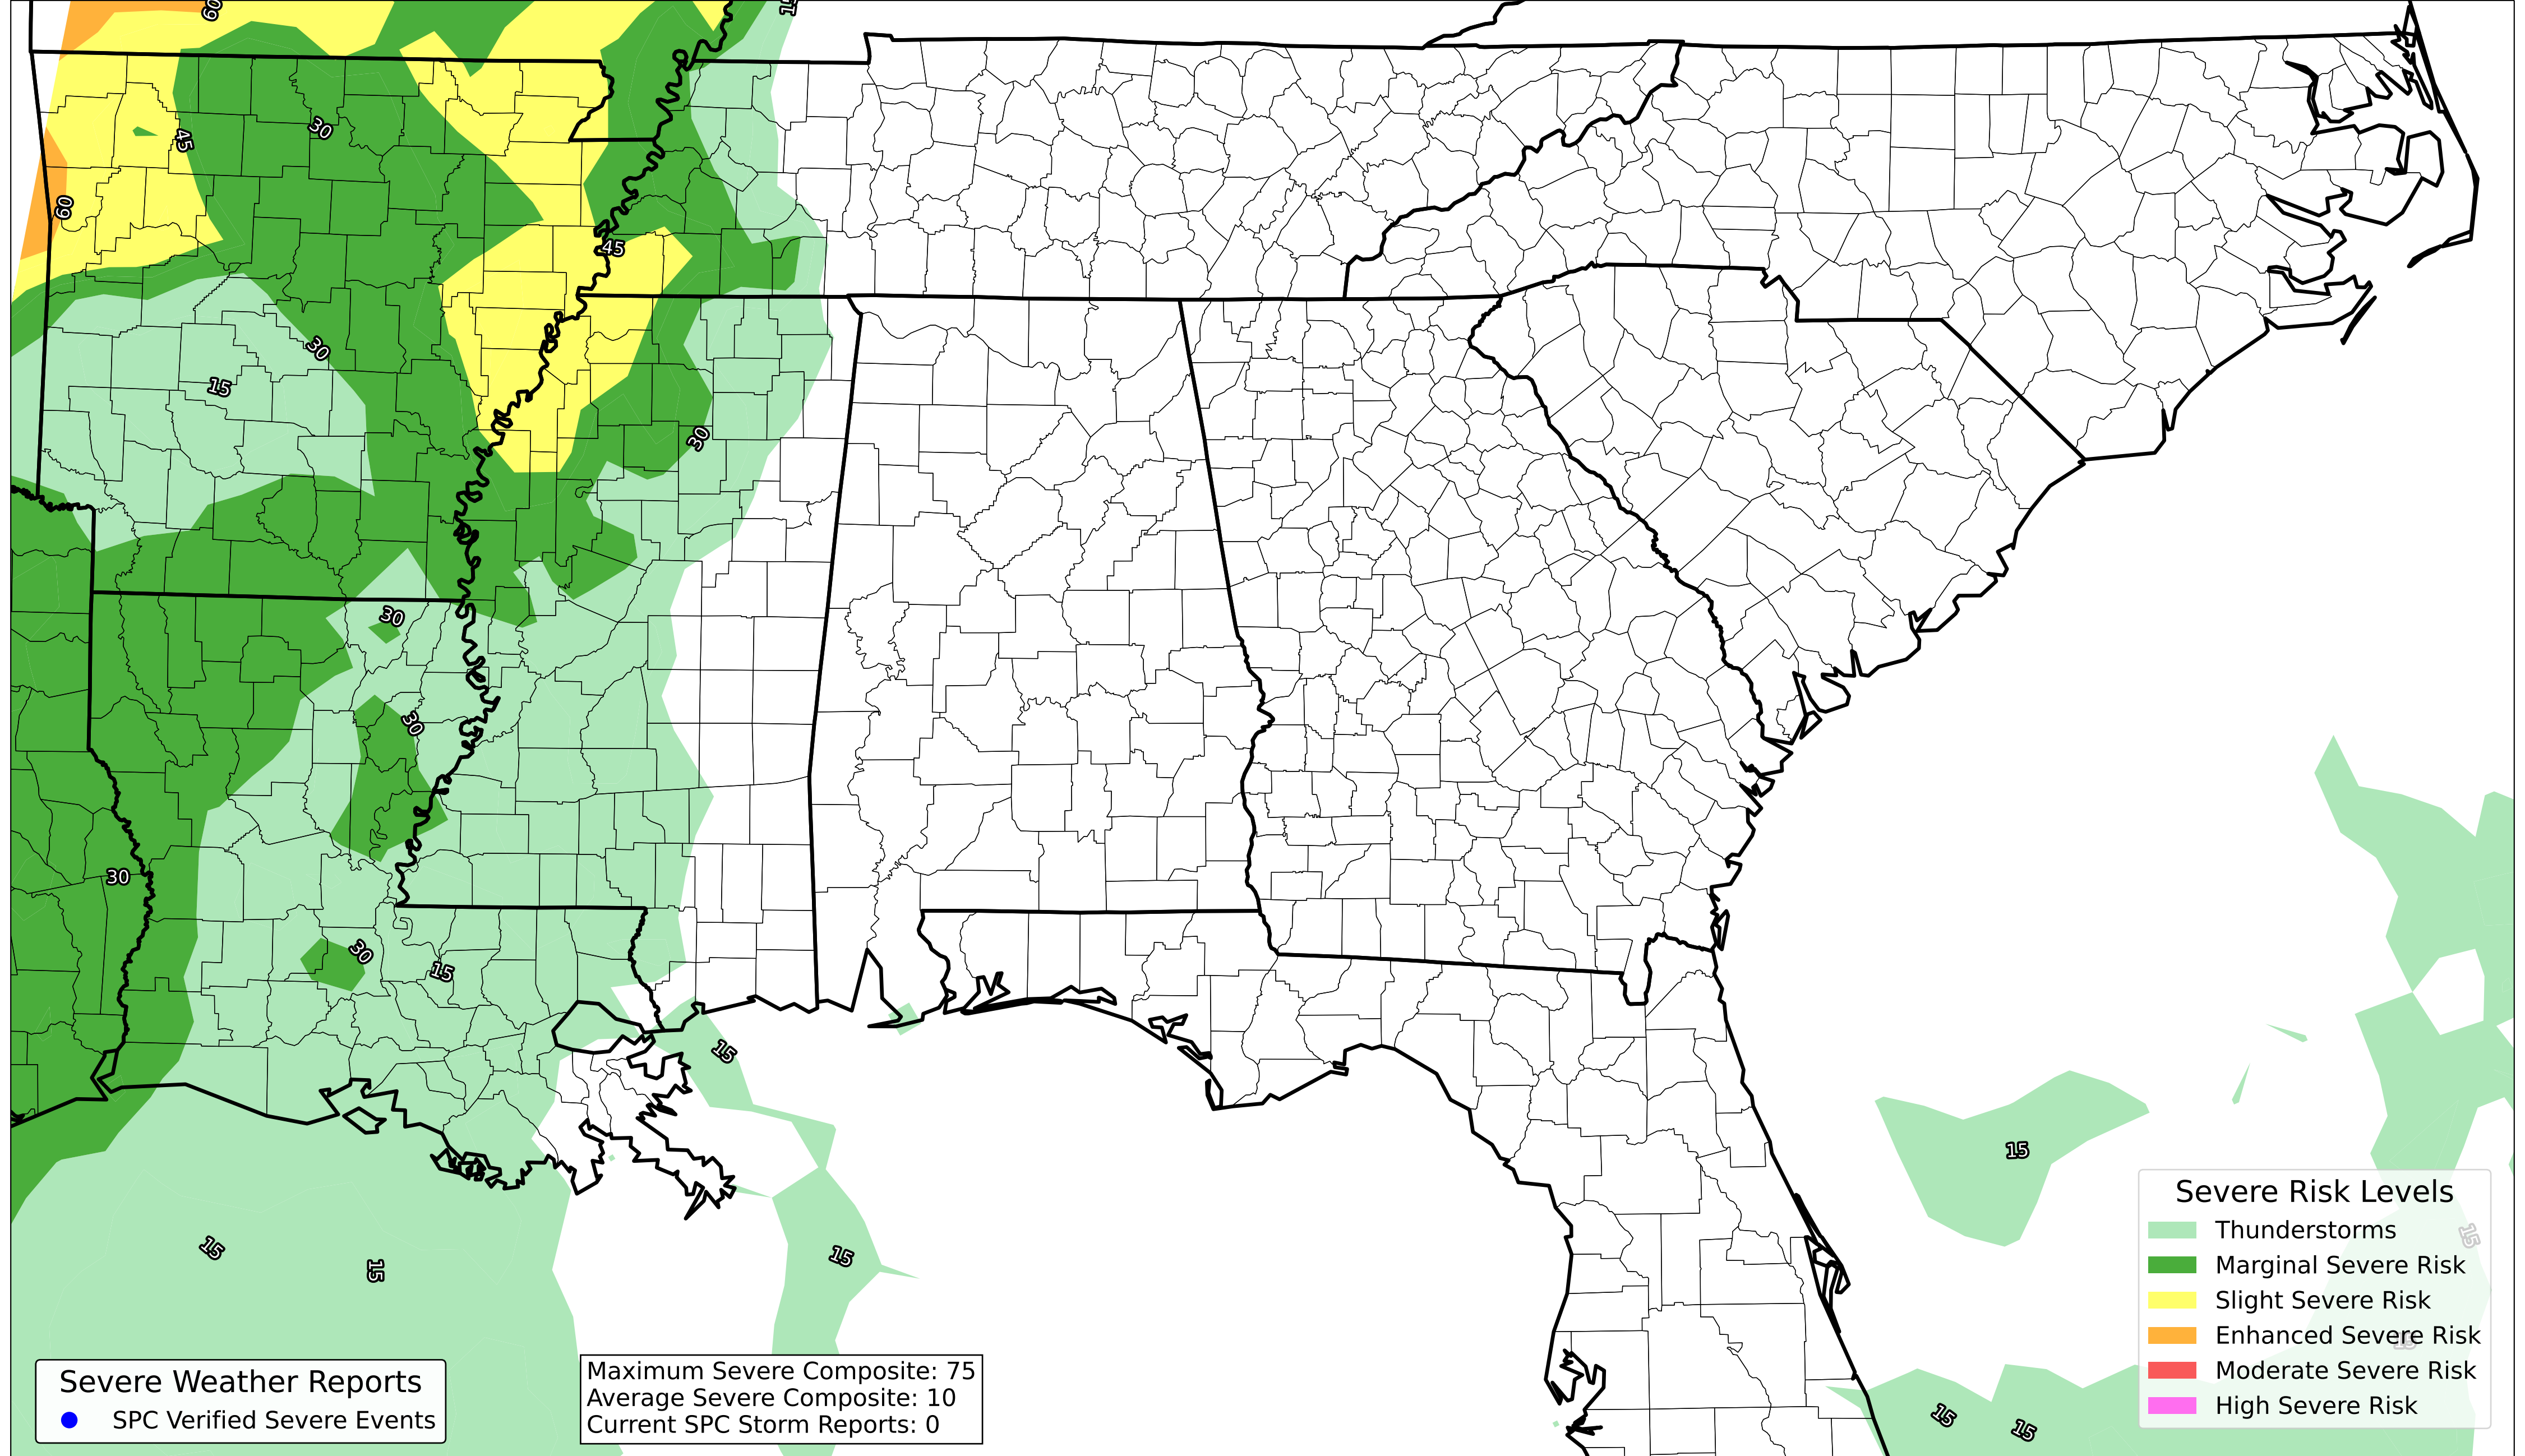 60
15
30
45
60
45
30
15
30
30
30
30
30
15
15
15
15
15
15
15
15
15
15
Severe Weather Reports
SPC Verified Severe Events
Maximum Severe Composite: 75
Average Severe Composite: 10
Current SPC Storm Reports: 0
Severe Risk Levels
Thunderstorms
Marginal Severe Risk
Slight Severe Risk
Enhanced Severe Risk
Moderate Severe Risk
High Severe Risk